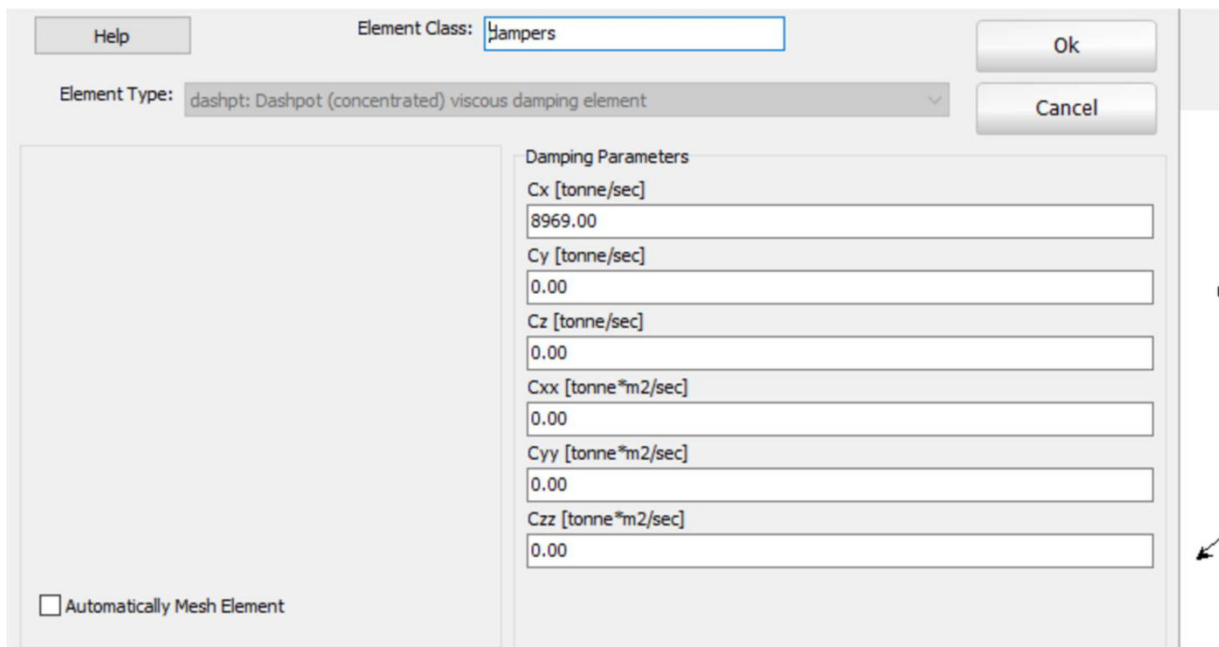 Help
Element Class: dampers
Ok
Element Type: dashpt: Dashpot (concentrated) viscous damping element
Cancel
Damping Parameters
Cx [tonne/sec]
8969.00
Cy [tonne/sec]
0.00
Cz [tonne/sec]
0.00
Cxx [tonne*m2/sec]
0.00
Cyy [tonne*m2/sec]
0.00
Czz [tonne*m2/sec]
0.00
Automatically Mesh Element